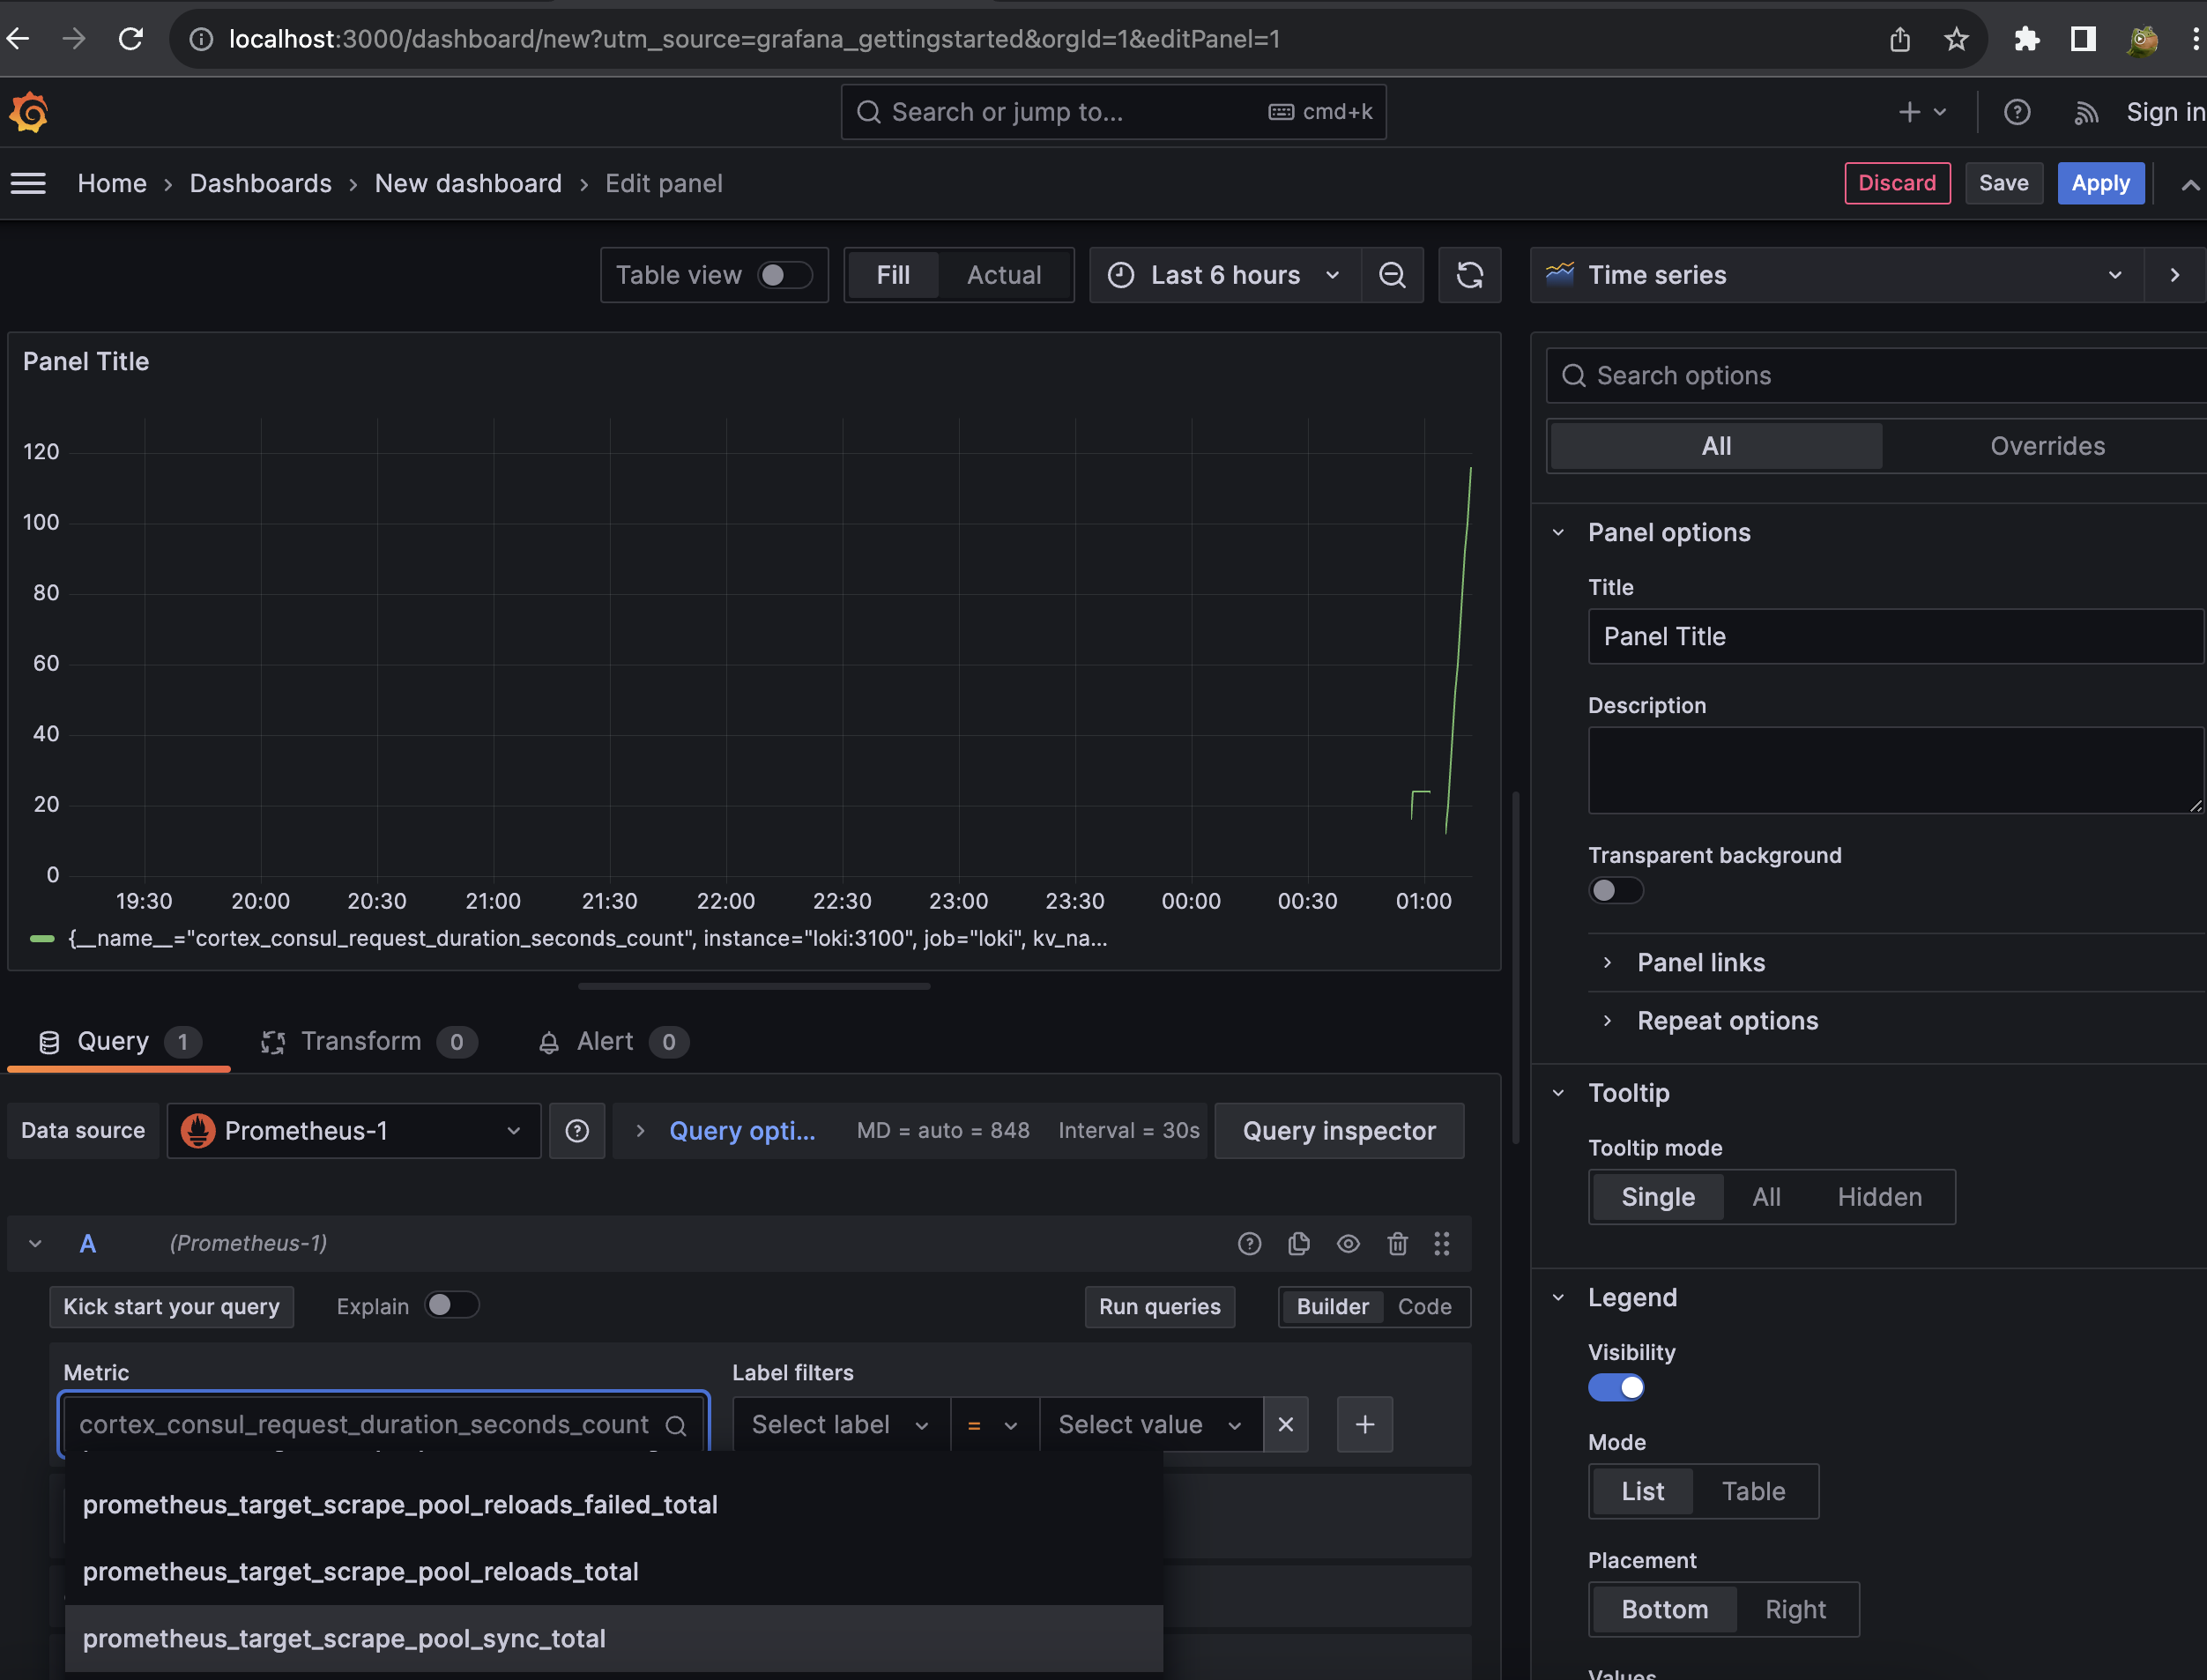 localhost:3000/dashboard/new?utm_source=grafana_gettingstarted&orgId=1&editPanel=1
Search or jump to...
cmd+k
Sign in
Home > Dashboards > New dashboard > Edit panel
Discard
Save
Apply
Table view
Fill
Actual
Last 6 hours
Time series
Panel Title
120
100
80
60
40
20
0
19:30
20:00
20:30
21:00
21:30
22:00
22:30
23:00
23:30
00:00
00:30
01:00
{__name__="cortex_consul_request_duration_seconds_count", instance="loki:3100", job="loki", kv_na...
Query 1
Transform 0
Alert 0
Data source
Prometheus-1
Query opti...
MD = auto = 848
Interval = 30s
Query inspector
A
(Prometheus-1)
Kick start your query
Explain
Run queries
Builder
Code
Metric
Label filters
cortex_consul_request_duration_seconds_count
Select label
=
Select value
prometheus_target_scrape_pool_reloads_failed_total
prometheus_target_scrape_pool_reloads_total
prometheus_target_scrape_pool_sync_total
Search options
All
Overrides
Panel options
Title
Panel Title
Description
Transparent background
Panel links
Repeat options
Tooltip
Tooltip mode
Single
All
Hidden
Legend
Visibility
Mode
List
Table
Placement
Bottom
Right
Values